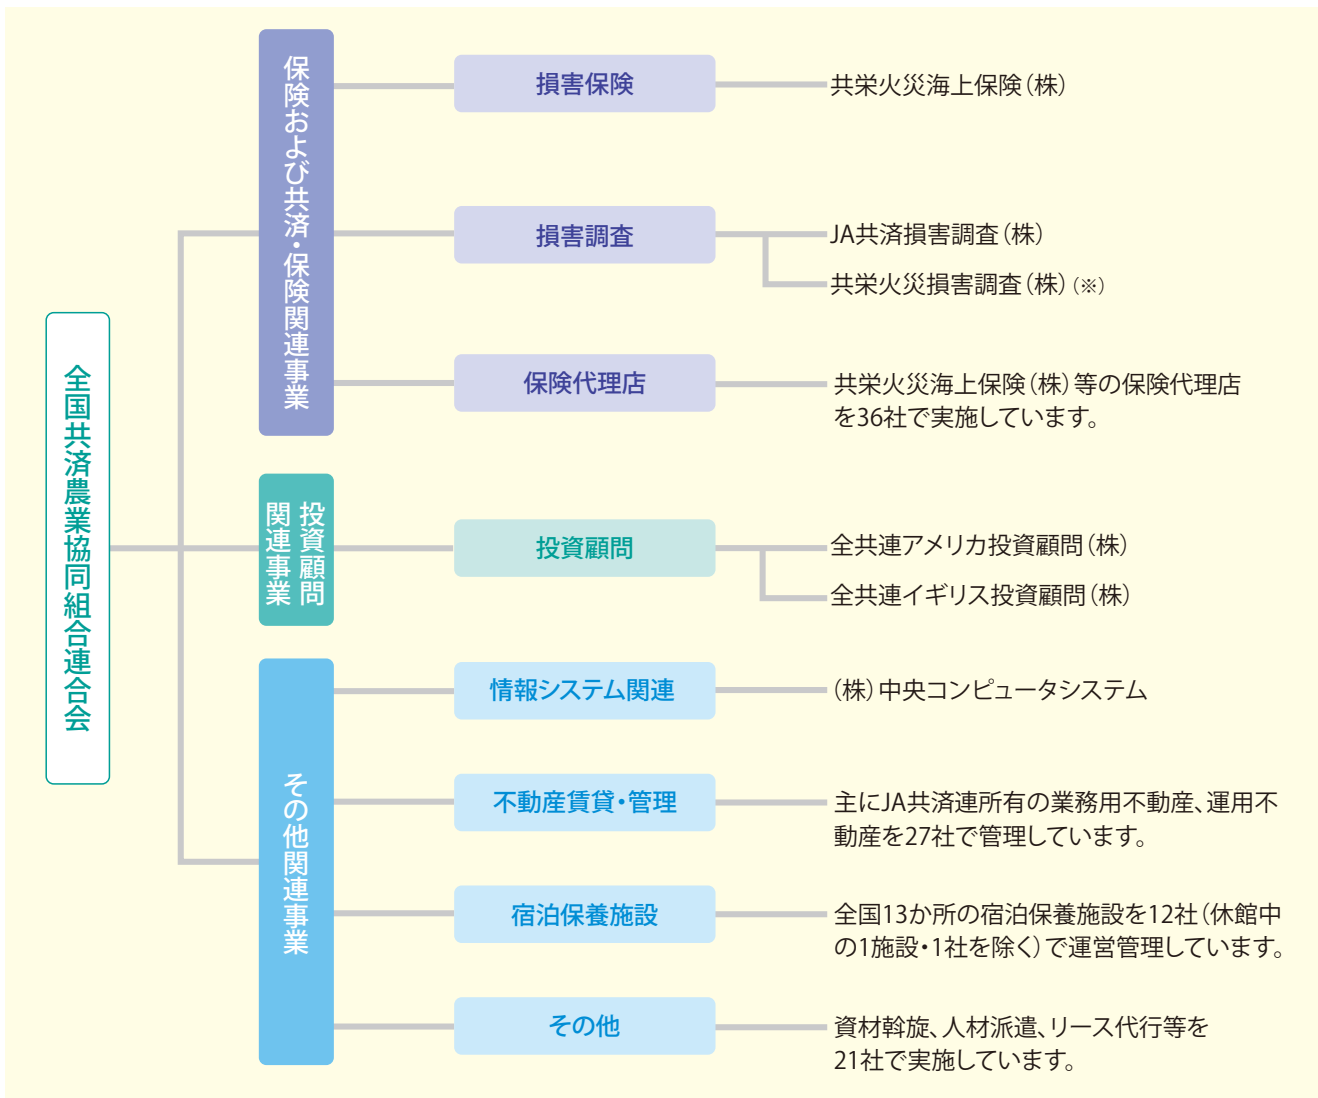 全国共済農業協同組合連合会
保険および共済・保険関連事業
損害保険
共栄火災海上保険(株)
損害調査
JA共済損害調査(株)
共栄火災損害調査(株)(※)
保険代理店
共栄火災海上保険(株)等の保険代理店
を36社で実施しています。
投資顧問
関連事業
投資顧問
全共連アメリカ投資顧問(株)
全共連イギリス投資顧問(株)
その他関連事業
情報システム関連
(株)中央コンピュータシステム
不動産賃貸・管理
主にJA共済連所有の業務用不動産、運用不
動産を27社で管理しています。
宿泊保養施設
全国13か所の宿泊保養施設を12社(休館中
の1施設・1社を除く)で運営管理しています。
その他
資材斡旋、人材派遣、リース代行等を
21社で実施しています。